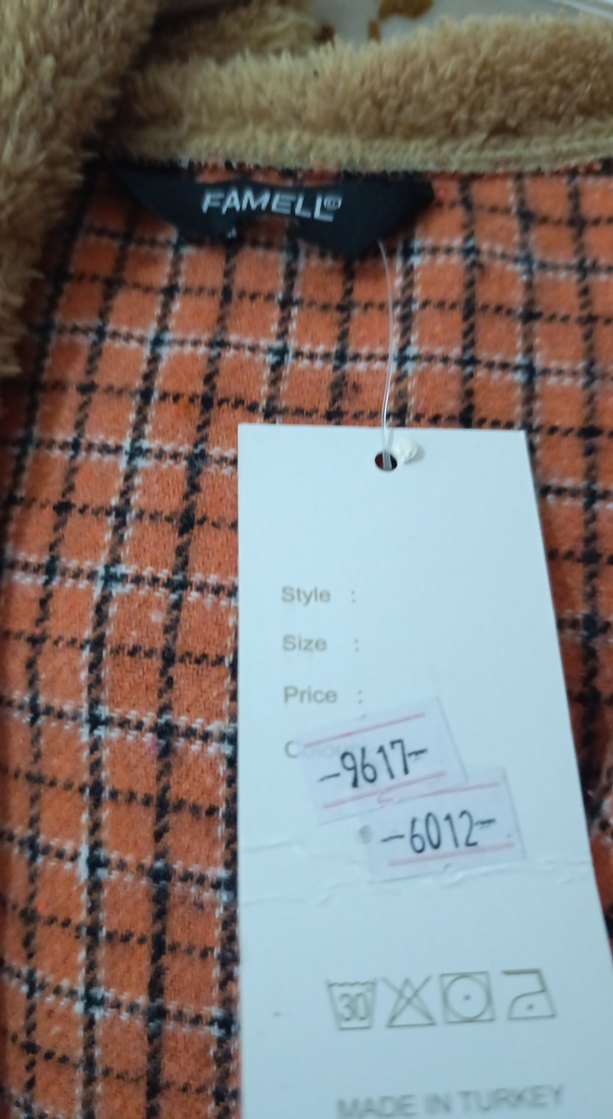 FAMELL®
Style :
Size :
Price :
-9617-
-6012-
30
MADE IN TURKEY